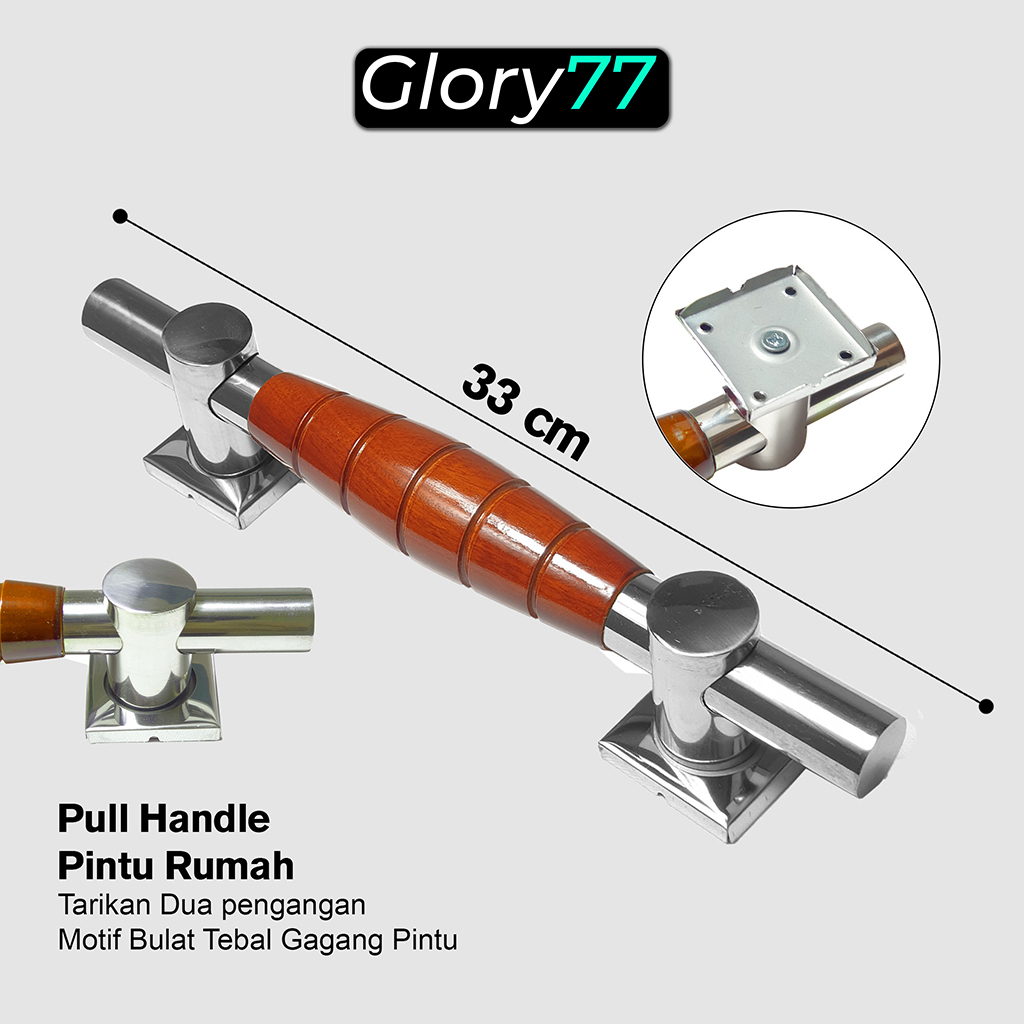 Glory77
33 cm
Pull Handle
Pintu Rumah
Tarikan Dua pengangan
Motif Bulat Tebal Gagang Pintu